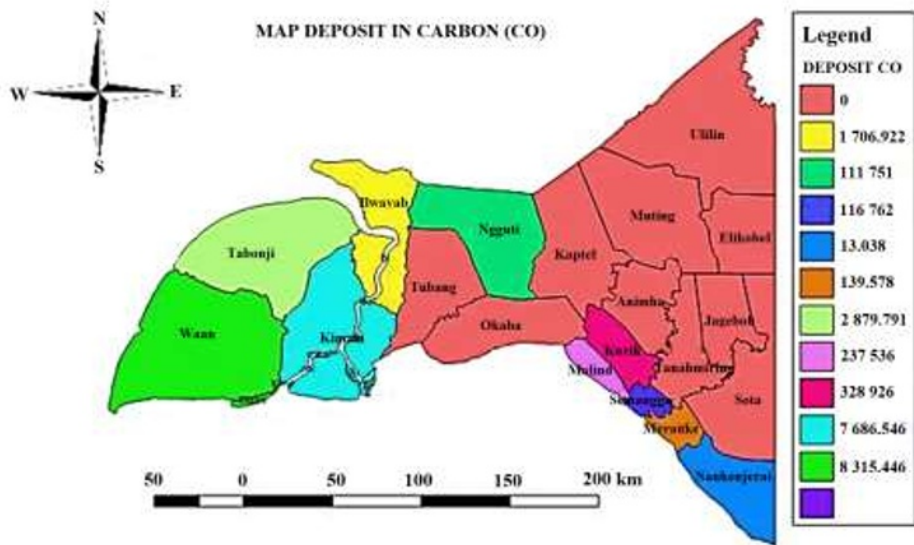 MAP DEPOSIT IN CARBON (CO)
N
W
E
S
Legend
DEPOSIT CO
0
1 706.922
111 751
116 762
13.038
139.578
2 879.791
237 536
328 926
7 686.546
8 315.446
Ulilin
Ilwayab
Ngguti
Muting
Elikobel
Tabonji
Kaptel
Tubang
Animha
Waan
Okaba
Jagebob
Kurik
Malind
Sota
Semangga
Merauke
50 0 50 100 150 200 km